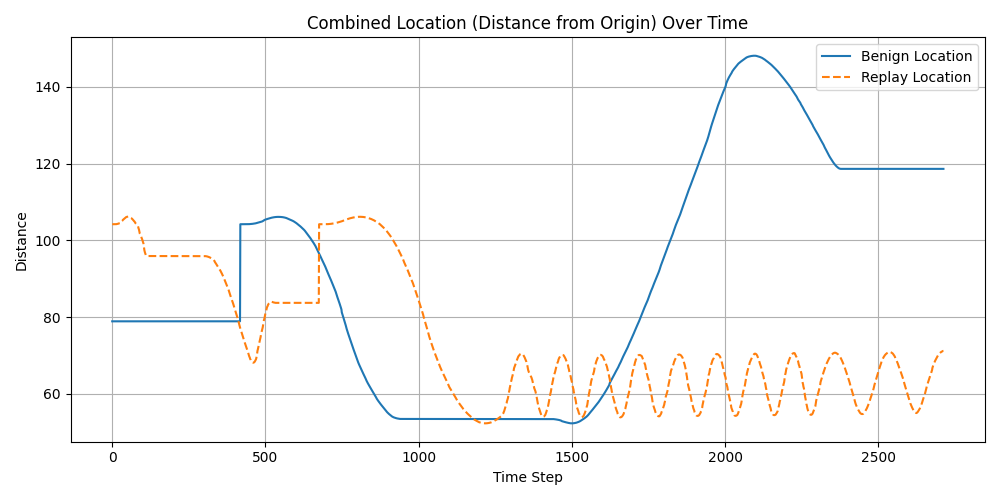 Combined Location (Distance from Origin) Over Time
Benign Location
Replay Location
Distance
140
120
100
80
60
0 500 1000 1500 2000 2500
Time Step